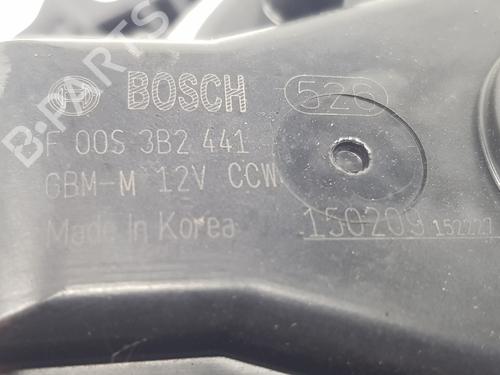 BOSCH 526
F 00S 3B2 441
GBM-M 12V CCW
150209
Made In Korea
B-PARTS